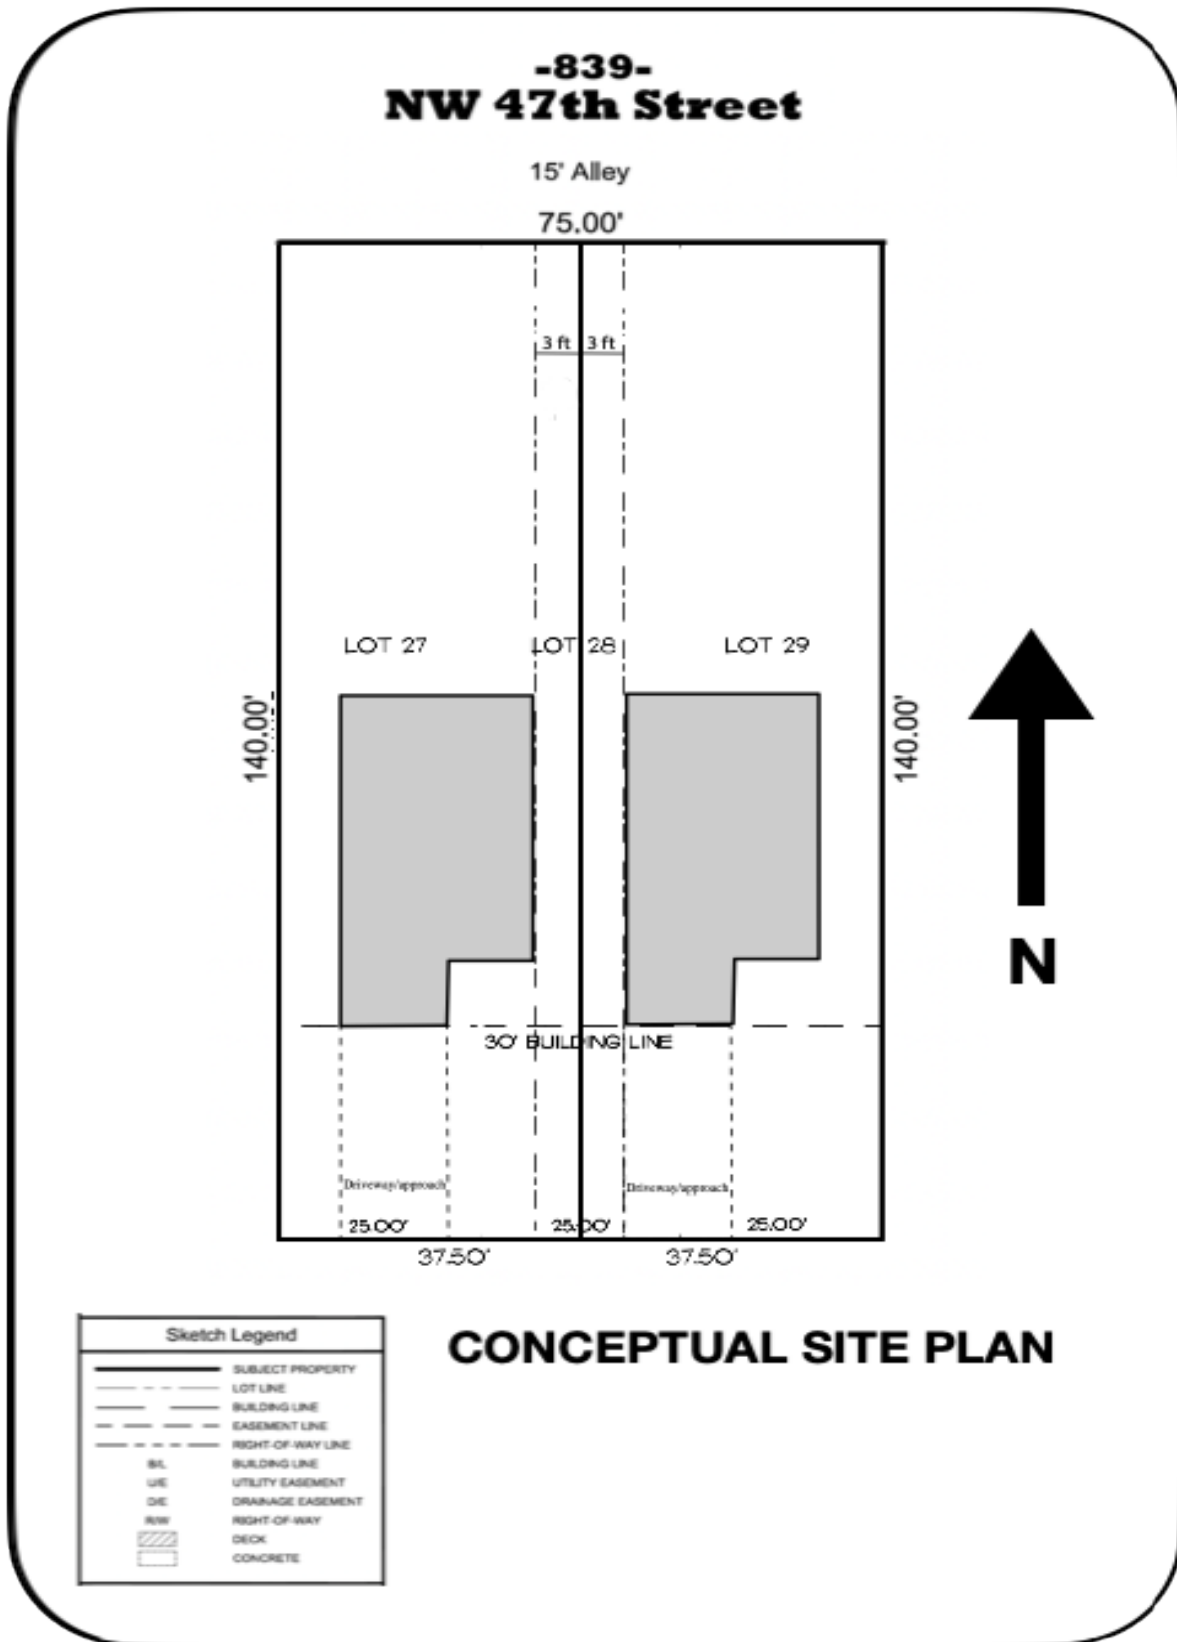 -839-
NW 47th Street
15' Alley
75.00'
3 ft 3 ft
LOT 27 LOT 28 LOT 29
140.00' 140.00'
N
30' BUILDING LINE
Driveway/approach Driveway/approach
25.00' 25.00' 25.00'
37.50' 37.50'
CONCEPTUAL SITE PLAN
Sketch Legend
SUBJECT PROPERTY
LOT LINE
BUILDING LINE
EASEMENT LINE
RIGHT-OF-WAY LINE
B/L BUILDING LINE
U/E UTILITY EASEMENT
D/E DRAINAGE EASEMENT
R/W RIGHT-OF-WAY
DECK
CONCRETE